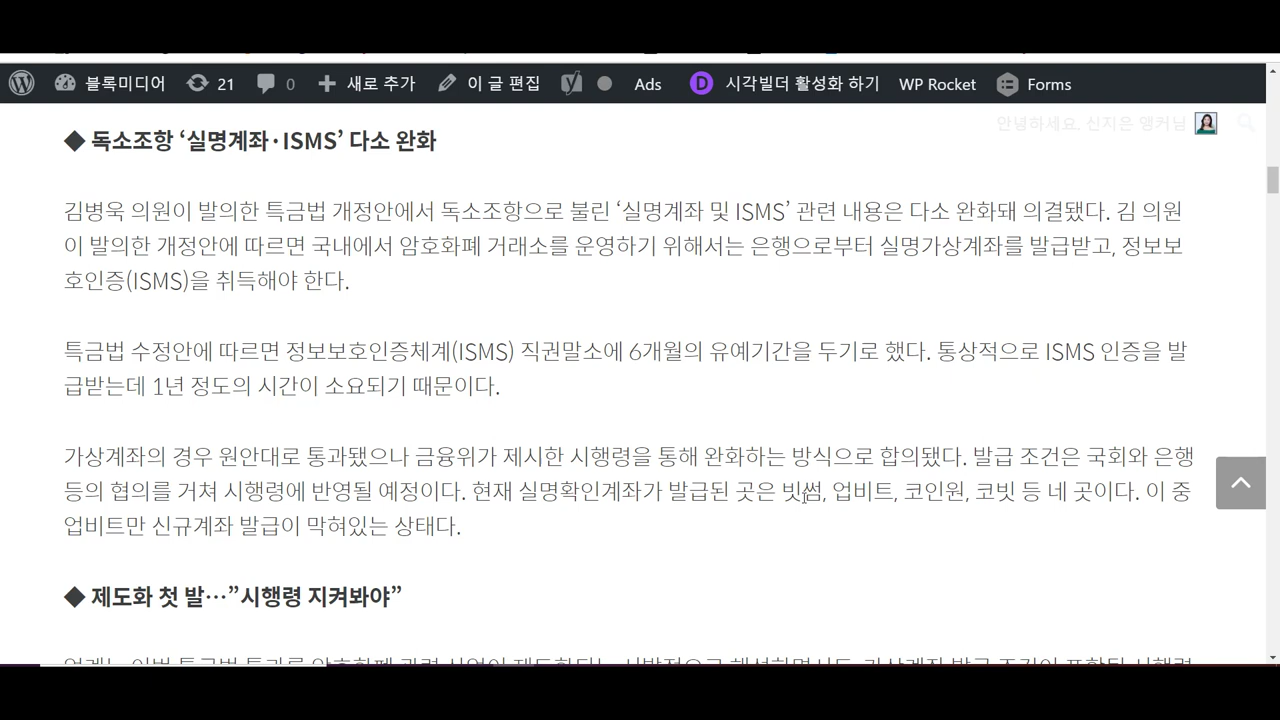 블록미디어 21 0 새로 추가 이 글 편집 Ads 시각빌더 활성화 하기 WP Rocket Forms
안녕하세요. 신지은 앵커님
◆ 독소조항 ‘실명계좌·ISMS’ 다소 완화
김병욱 의원이 발의한 특금법 개정안에서 독소조항으로 불린 ‘실명계좌 및 ISMS’ 관련 내용은 다소 완화돼 의결됐다. 김 의원
이 발의한 개정안에 따르면 국내에서 암호화폐 거래소를 운영하기 위해서는 은행으로부터 실명가상계좌를 발급받고, 정보보
호인증(ISMS)을 취득해야 한다.
특금법 수정안에 따르면 정보보호인증체계(ISMS) 직권말소에 6개월의 유예기간을 두기로 했다. 통상적으로 ISMS 인증을 발
급받는데 1년 정도의 시간이 소요되기 때문이다.
가상계좌의 경우 원안대로 통과됐으나 금융위가 제시한 시행령을 통해 완화하는 방식으로 합의됐다. 발급 조건은 국회와 은행
등의 협의를 거쳐 시행령에 반영될 예정이다. 현재 실명확인계좌가 발급된 곳은 빗썸, 업비트, 코인원, 코빗 등 네 곳이다. 이 중
업비트만 신규계좌 발급이 막혀있는 상태다.
◆ 제도화 첫 발…”시행령 지켜봐야”